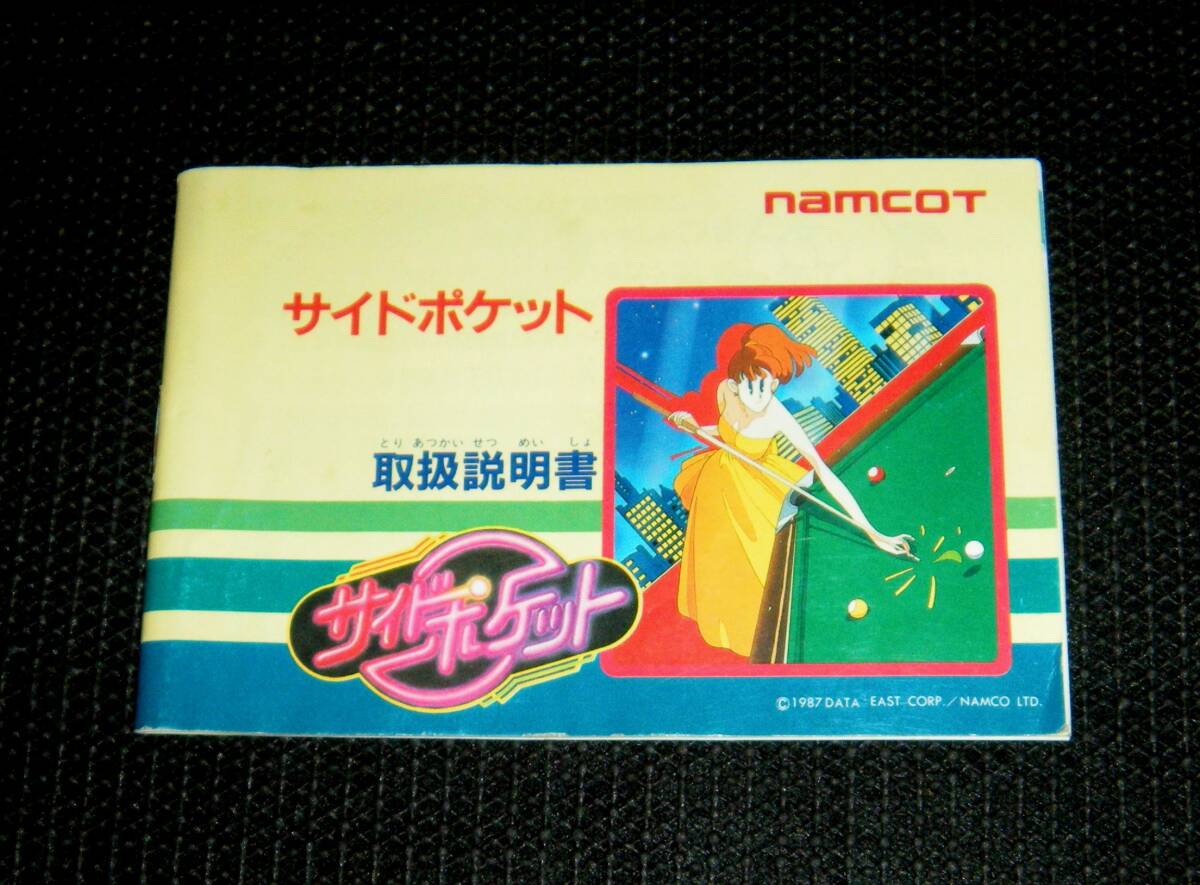 namcoT
サイドポケット
とり あつかい せつ めい しょ
取扱説明書
サイドポケット
©1987 DATA EAST CORP./NAMCO LTD.